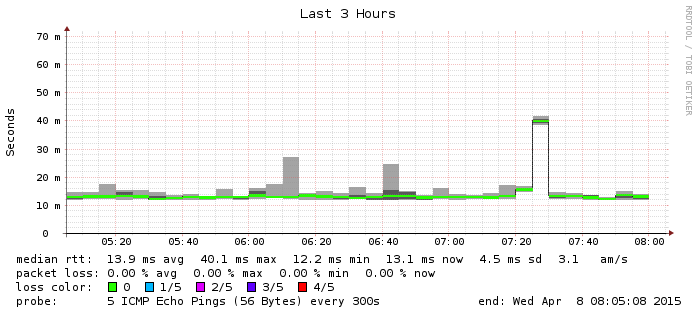 Last 3 Hours
RRDTOOL / TOBI OETIKER
Seconds
70 m
60 m
50 m
40 m
30 m
20 m
10 m
0
05:20 05:40 06:00 06:20 06:40 07:00 07:20 07:40 08:00
median rtt: 13.9 ms avg 40.1 ms max 12.2 ms min 13.1 ms now 4.5 ms sd 3.1 am/s
packet loss: 0.00 % avg 0.00 % max 0.00 % min 0.00 % now
loss color: 0 1/5 2/5 3/5 4/5
probe: 5 ICMP Echo Pings (56 Bytes) every 300s end: Wed Apr 8 08:05:08 2015